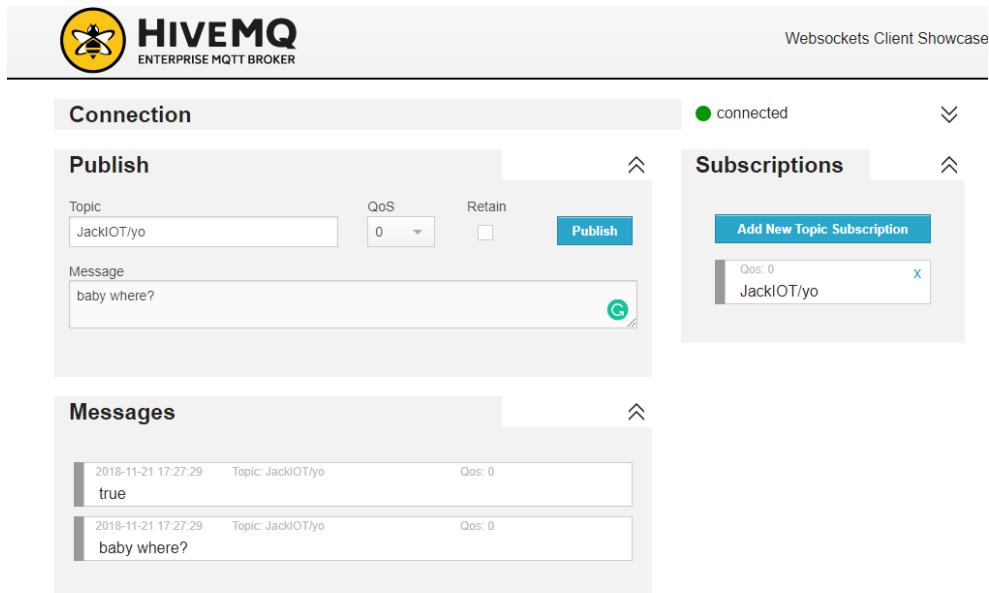 HIVEMQ
ENTERPRISE MQTT BROKER
Websockets Client Showcase
Connection
connected
Publish
Subscriptions
Topic
QoS
Retain
JackIOT/yo
0
Publish
Add New Topic Subscription
Message
baby where?
Qos: 0
x
JackIOT/yo
Messages
2018-11-21 17:27:29 Topic: JackIOT/yo Qos: 0
true
2018-11-21 17:27:29 Topic: JackIOT/yo Qos: 0
baby where?